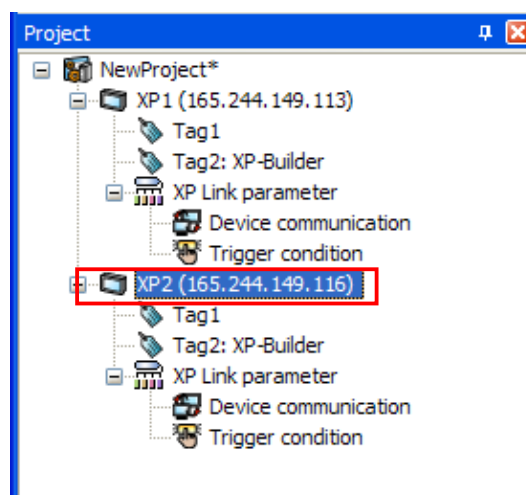 Project
NewProject*
XP1 (165.244.149.113)
Tag1
Tag2: XP-Builder
XP Link parameter
Device communication
Trigger condition
XP2 (165.244.149.116)
Tag1
Tag2: XP-Builder
XP Link parameter
Device communication
Trigger condition